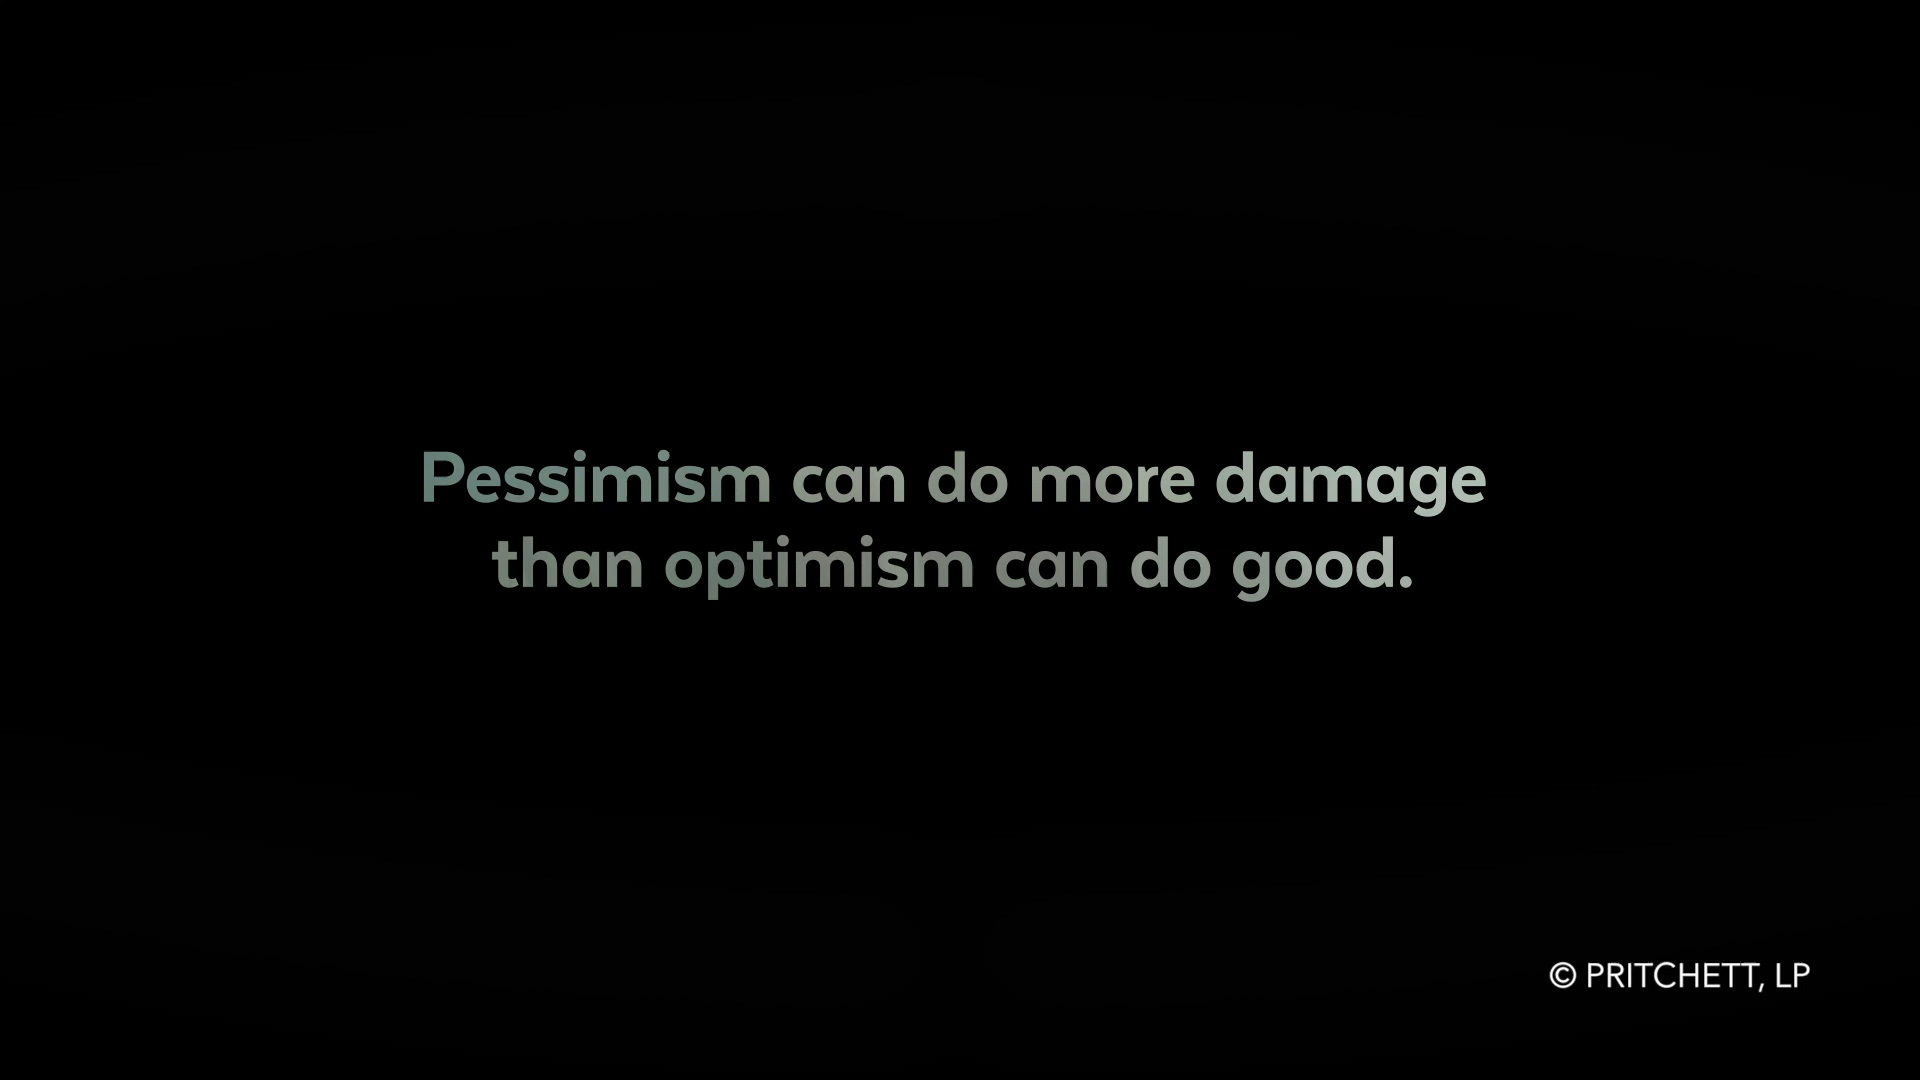 Pessimism can do more damage
than optimism can do good.
© PRITCHETT, LP